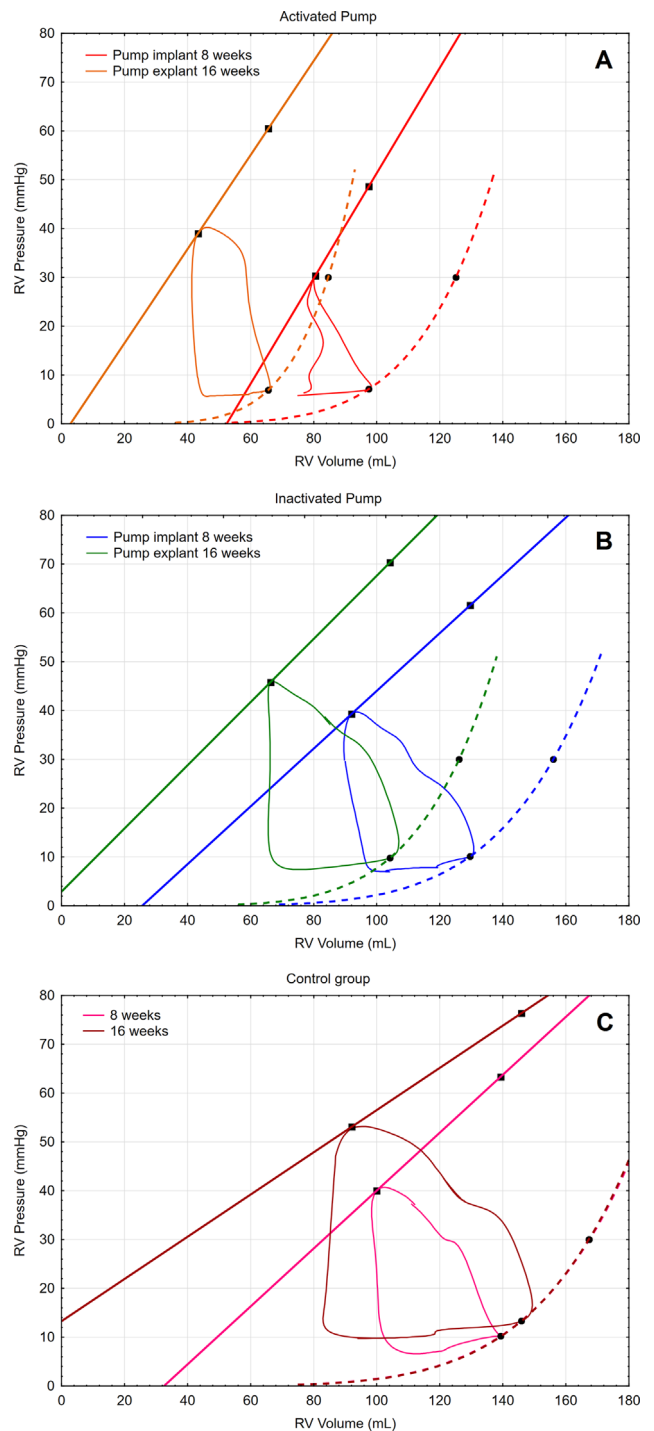 Activated Pump
80
70
60
50
40
30
20
10
0
RV Pressure (mmHg)
Pump implant 8 weeks
Pump explant 16 weeks
A
0 20 40 60 80 100 120 140 160 180
RV Volume (mL)
Inactivated Pump
80
70
60
50
40
30
20
10
0
RV Pressure (mmHg)
Pump implant 8 weeks
Pump explant 16 weeks
B
0 20 40 60 80 100 120 140 160 180
RV Volume (mL)
Control group
80
70
60
50
40
30
20
10
0
RV Pressure (mmHg)
8 weeks
16 weeks
C
0 20 40 60 80 100 120 140 160 180
RV Volume (mL)